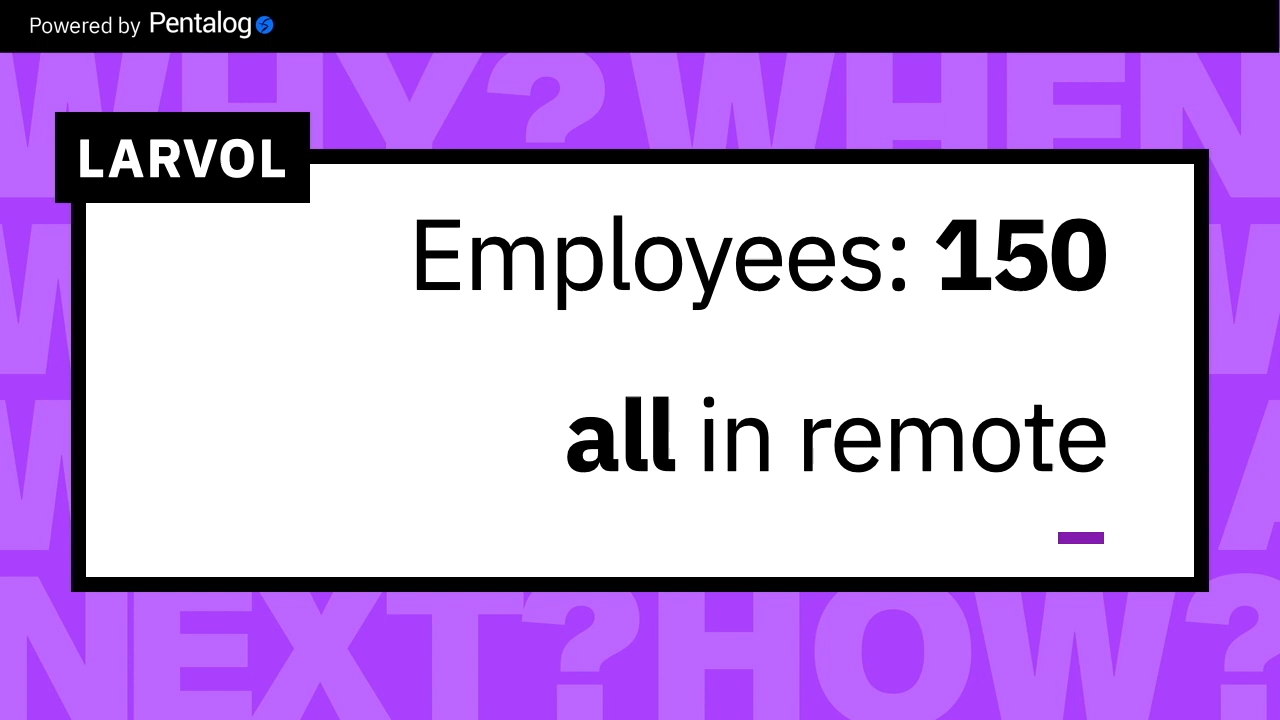 Powered by Pentalog
WHY? WHEN
LARVOL
Employees: 150
all in remote
NEXT? HOW?